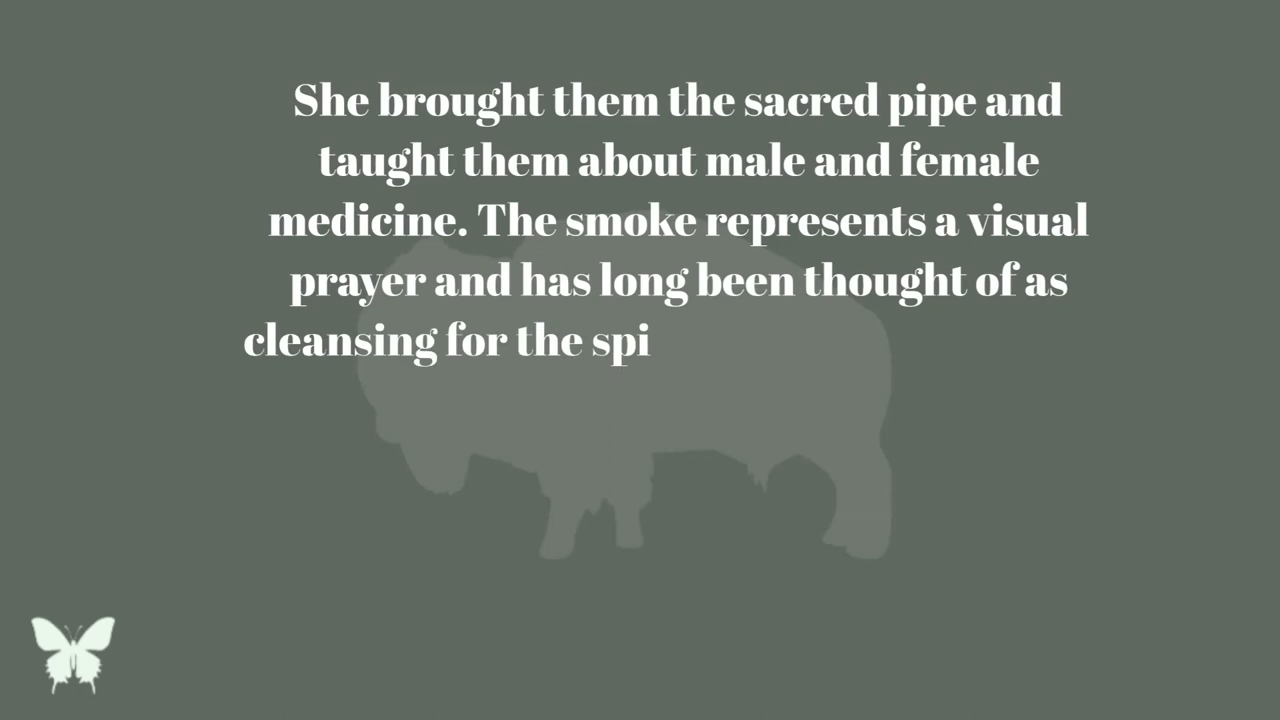 She brought them the sacred pipe and
taught them about male and female
medicine. The smoke represents a visual
prayer and has long been thought of as
cleansing for the spi